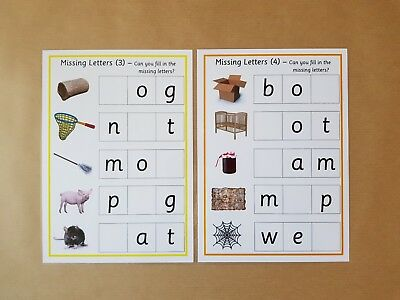 Missing Letters (3) – Can you fill in the
missing letters?
o g
n t
m o
p g
a t
Missing Letters (4) – Can you fill in the
missing letters?
b o
o t
a m
m p
w e